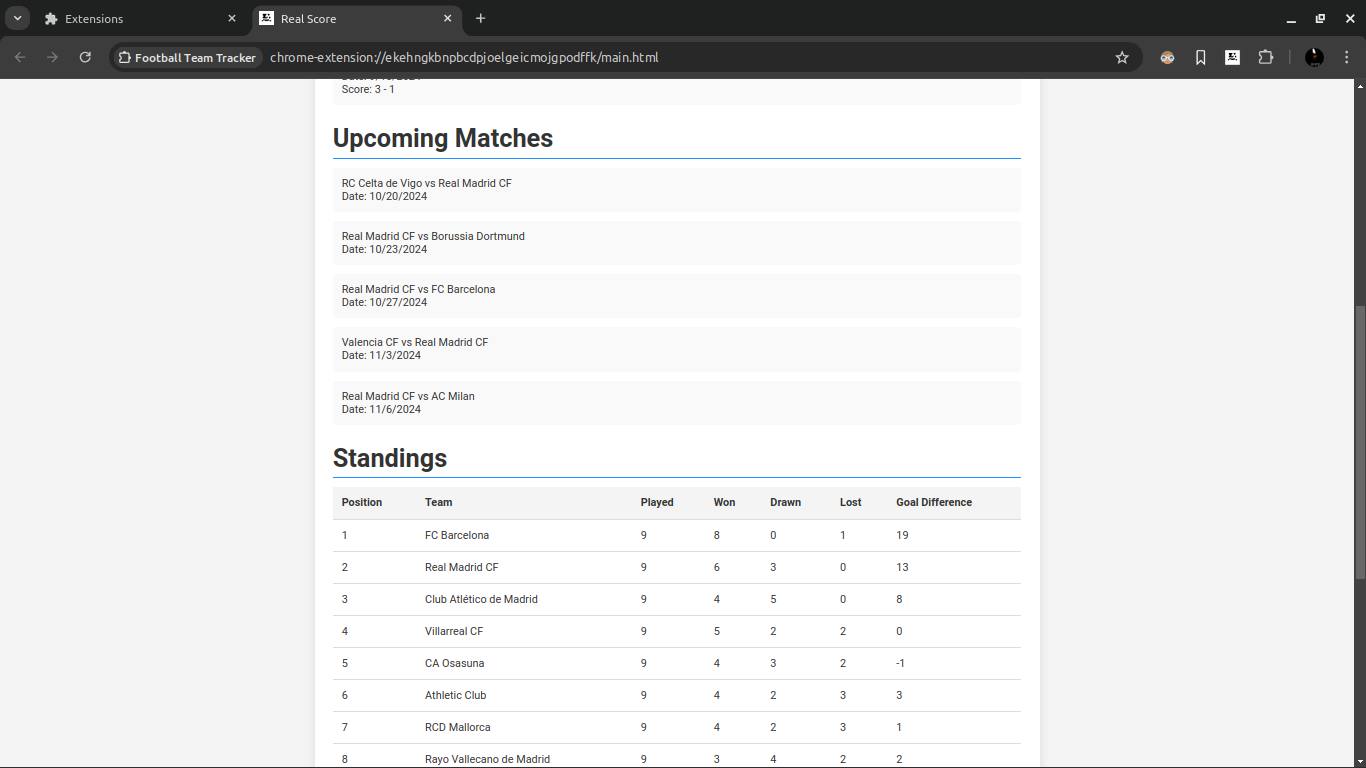 Extensions
Real Score
Football Team Tracker chrome-extension://ekehngkbnpbcdpjoelgeicmojgpodffk/main.html
Score: 3 - 1
Upcoming Matches
RC Celta de Vigo vs Real Madrid CF
Date: 10/20/2024
Real Madrid CF vs Borussia Dortmund
Date: 10/23/2024
Real Madrid CF vs FC Barcelona
Date: 10/27/2024
Valencia CF vs Real Madrid CF
Date: 11/3/2024
Real Madrid CF vs AC Milan
Date: 11/6/2024
Standings
Position Team Played Won Drawn Lost Goal Difference
1 FC Barcelona 9 8 0 1 19
2 Real Madrid CF 9 6 3 0 13
3 Club Atlético de Madrid 9 4 5 0 8
4 Villarreal CF 9 5 2 2 0
5 CA Osasuna 9 4 3 2 -1
6 Athletic Club 9 4 2 3 3
7 RCD Mallorca 9 4 2 3 1
8 Rayo Vallecano de Madrid 9 3 4 2 2